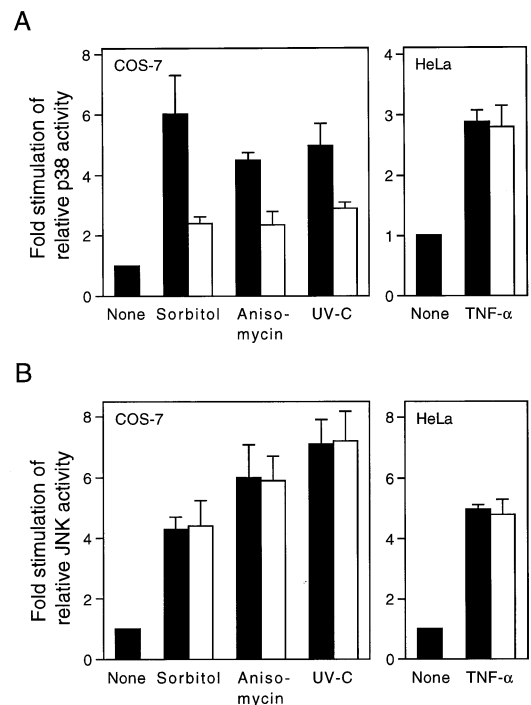 A
Fold stimulation of
relative p38 activity
COS-7
8
6
4
2
0
None Sorbitol Aniso-
mycin UV-C
HeLa
4
3
2
1
0
None TNF-α
B
Fold stimulation of
relative JNK activity
COS-7
8
6
4
2
0
None Sorbitol Aniso-
mycin UV-C
HeLa
8
6
4
2
0
None TNF-α